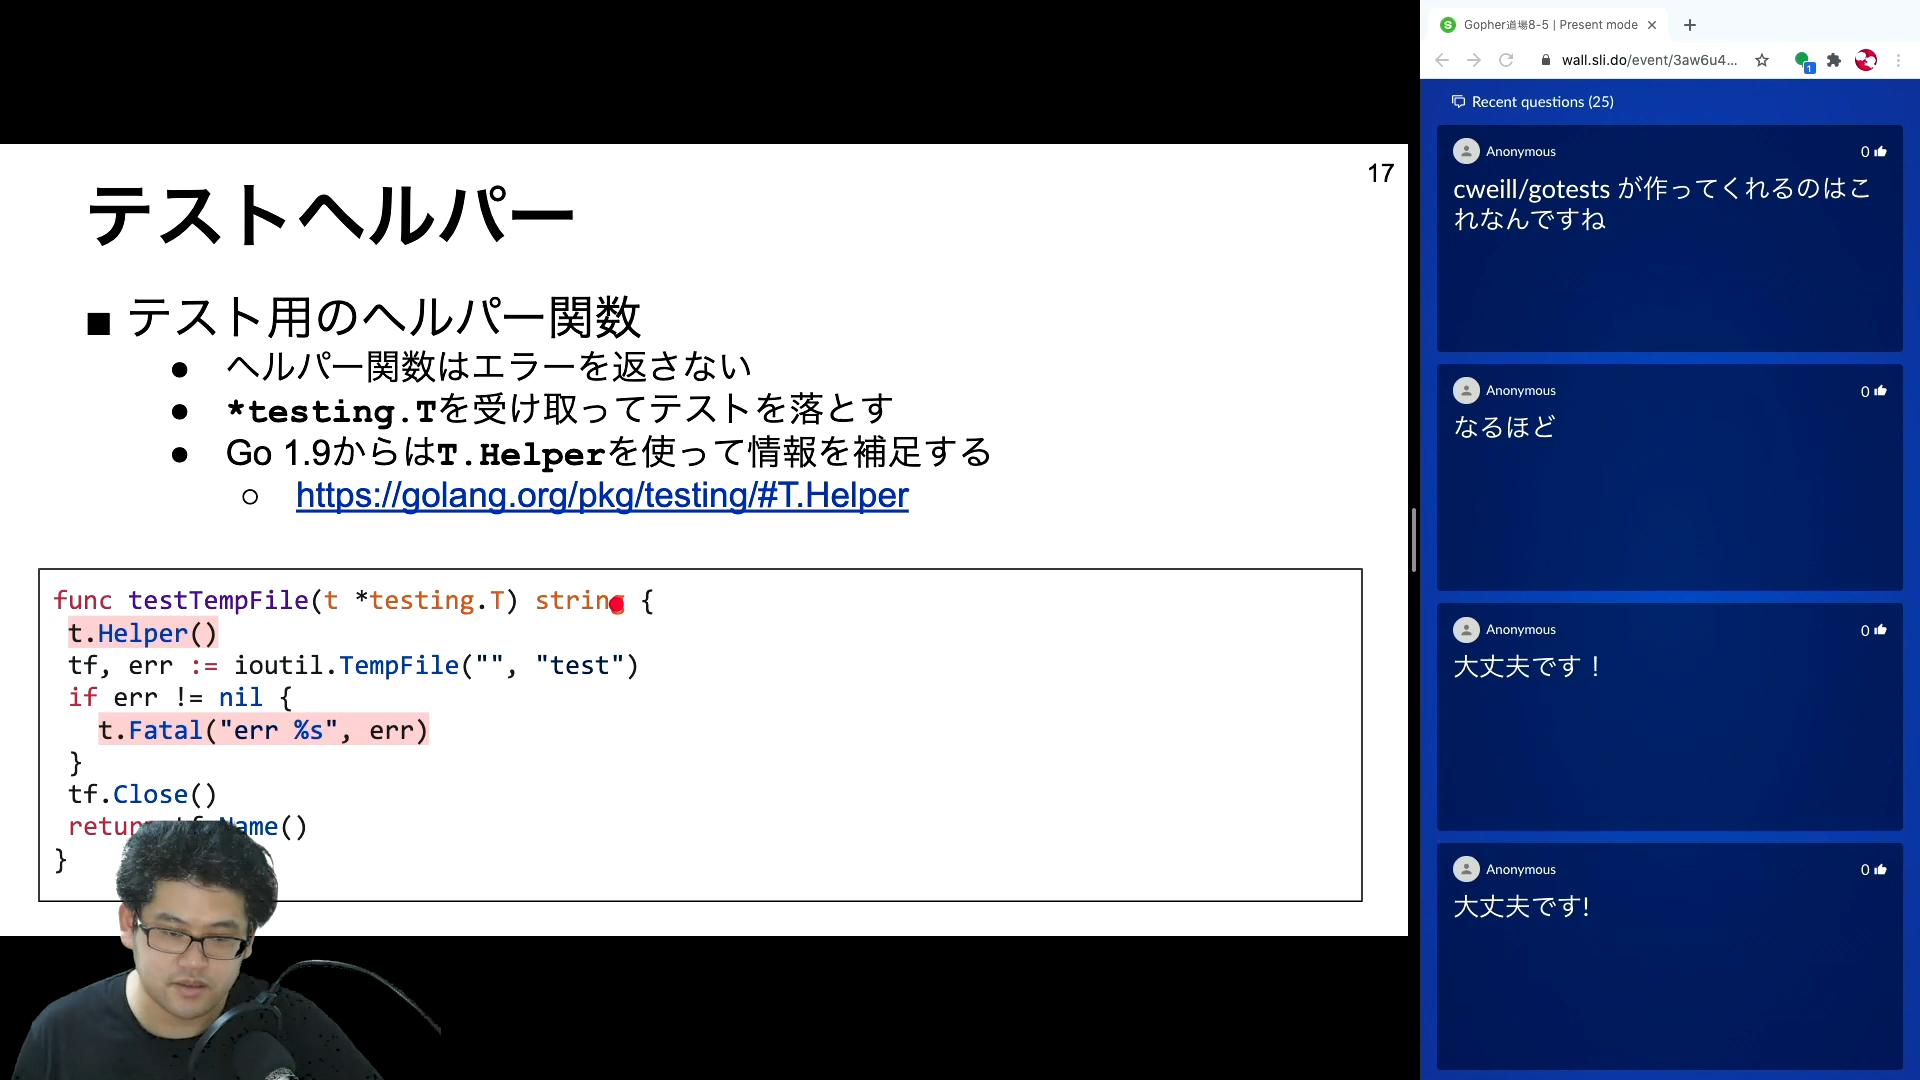 17
テストヘルパー
■ テスト用のヘルパー関数
● ヘルパー関数はエラーを返さない
● *testing.Tを受け取ってテストを落とす
● Go 1.9からはT.Helperを使って情報を補足する
○ https://golang.org/pkg/testing/#T.Helper
func testTempFile(t *testing.T) string {
t.Helper()
tf, err := ioutil.TempFile("", "test")
if err != nil {
t.Fatal("err %s", err)
}
tf.Close()
return tf.Name()
}
Gopher道場8-5 | Present mode
wall.sli.do/event/3aw6u4...
1
Recent questions (25)
Anonymous
0
cweill/gotests が作ってくれるのはこ
れなんですね
Anonymous
0
なるほど
Anonymous
0
大丈夫です！
Anonymous
0
大丈夫です!